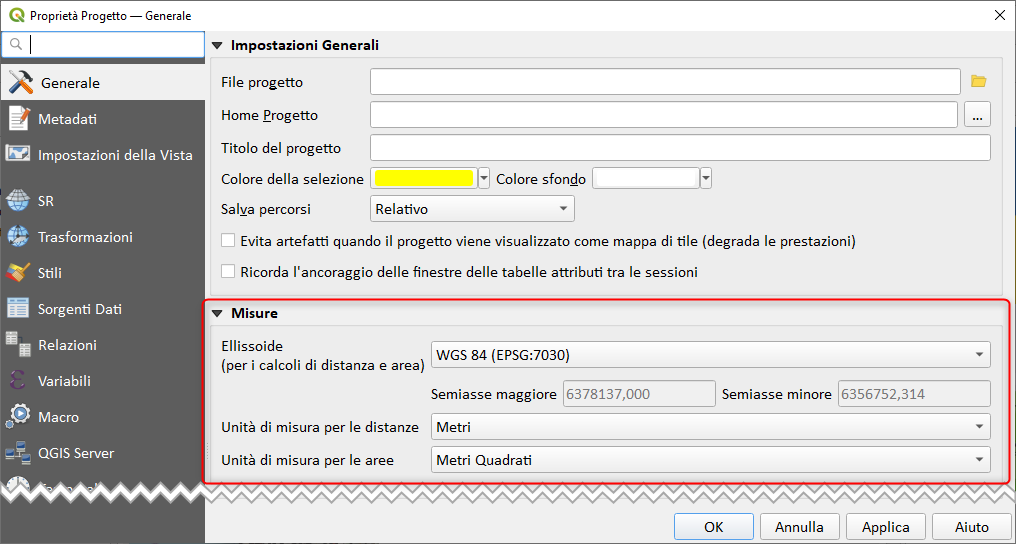 Proprietà Progetto — Generale
Generale
Metadati
Impostazioni della Vista
SR
Trasformazioni
Stili
Sorgenti Dati
Relazioni
Variabili
Macro
QGIS Server
Impostazioni Generali
File progetto
Home Progetto
...
Titolo del progetto
Colore della selezione
Colore sfondo
Salva percorsi
Relativo
Evita artefatti quando il progetto viene visualizzato come mappa di tile (degrada le prestazioni)
Ricorda l'ancoraggio delle finestre delle tabelle attributi tra le sessioni
Misure
Ellissoide
(per i calcoli di distanza e area)
WGS 84 (EPSG:7030)
Semiasse maggiore
6378137,000
Semiasse minore
6356752,314
Unità di misura per le distanze
Metri
Unità di misura per le aree
Metri Quadrati
OK
Annulla
Applica
Aiuto